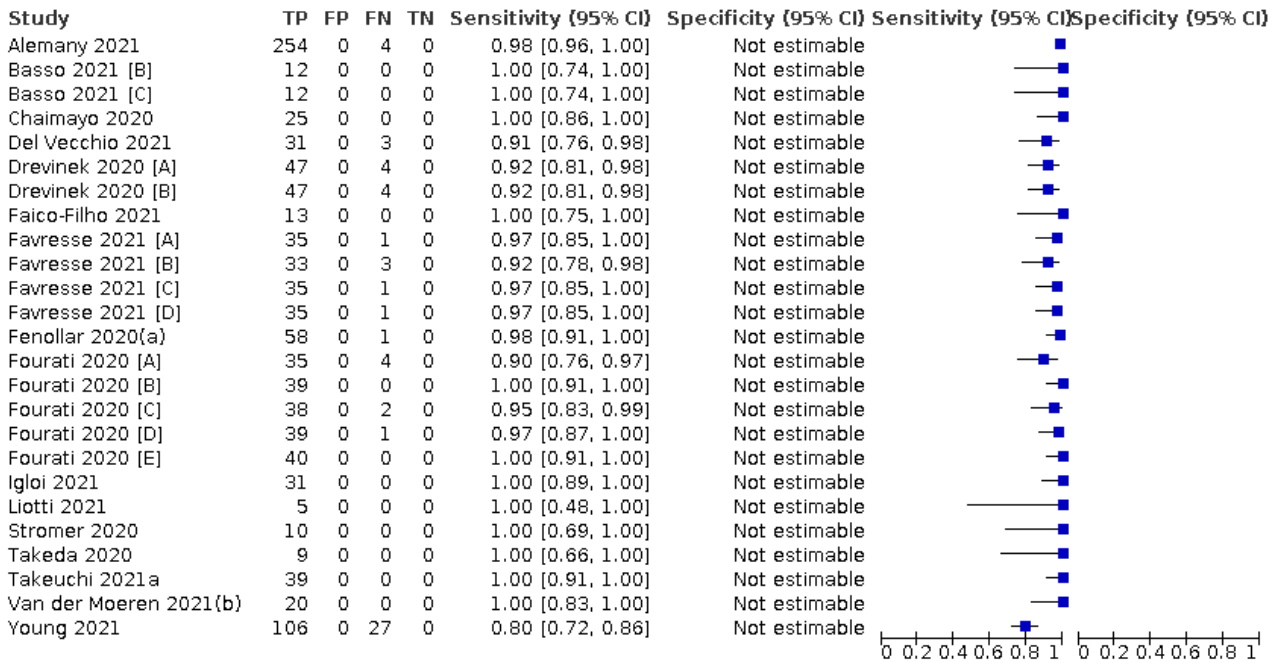 Study TP FP FN TN Sensitivity (95% CI) Specificity (95% CI) Sensitivity (95% CI) Specificity (95% CI)
Alemany 2021 254 0 4 0 0.98 [0.96, 1.00] Not estimable
Basso 2021 [B] 12 0 0 0 1.00 [0.74, 1.00] Not estimable
Basso 2021 [C] 12 0 0 0 1.00 [0.74, 1.00] Not estimable
Chaimayo 2020 25 0 0 0 1.00 [0.86, 1.00] Not estimable
Del Vecchio 2021 31 0 3 0 0.91 [0.76, 0.98] Not estimable
Drevinek 2020 [A] 47 0 4 0 0.92 [0.81, 0.98] Not estimable
Drevinek 2020 [B] 47 0 4 0 0.92 [0.81, 0.98] Not estimable
Faico-Filho 2021 13 0 0 0 1.00 [0.75, 1.00] Not estimable
Favresse 2021 [A] 35 0 1 0 0.97 [0.85, 1.00] Not estimable
Favresse 2021 [B] 33 0 3 0 0.92 [0.78, 0.98] Not estimable
Favresse 2021 [C] 35 0 1 0 0.97 [0.85, 1.00] Not estimable
Favresse 2021 [D] 35 0 1 0 0.97 [0.85, 1.00] Not estimable
Fenollar 2020(a) 58 0 1 0 0.98 [0.91, 1.00] Not estimable
Fourati 2020 [A] 35 0 4 0 0.90 [0.76, 0.97] Not estimable
Fourati 2020 [B] 39 0 0 0 1.00 [0.91, 1.00] Not estimable
Fourati 2020 [C] 38 0 2 0 0.95 [0.83, 0.99] Not estimable
Fourati 2020 [D] 39 0 1 0 0.97 [0.87, 1.00] Not estimable
Fourati 2020 [E] 40 0 0 0 1.00 [0.91, 1.00] Not estimable
Igloi 2021 31 0 0 0 1.00 [0.89, 1.00] Not estimable
Liotti 2021 5 0 0 0 1.00 [0.48, 1.00] Not estimable
Stromer 2020 10 0 0 0 1.00 [0.69, 1.00] Not estimable
Takeda 2020 9 0 0 0 1.00 [0.66, 1.00] Not estimable
Takeuchi 2021a 39 0 0 0 1.00 [0.91, 1.00] Not estimable
Van der Moeren 2021(b) 20 0 0 0 1.00 [0.83, 1.00] Not estimable
Young 2021 106 0 27 0 0.80 [0.72, 0.86] Not estimable
0 0.2 0.4 0.6 0.8 1 0 0.2 0.4 0.6 0.8 1